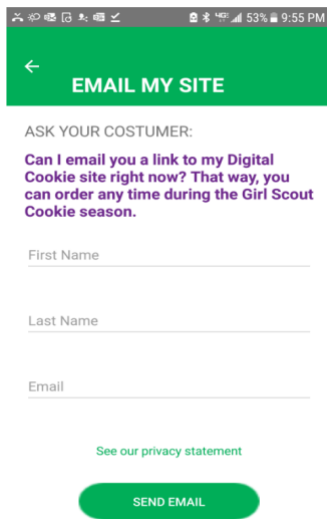 53% 9:55 PM
EMAIL MY SITE
ASK YOUR COSTUMER:
Can I email you a link to my Digital
Cookie site right now? That way, you
can order any time during the Girl Scout
Cookie season.
First Name
Last Name
Email
See our privacy statement
SEND EMAIL